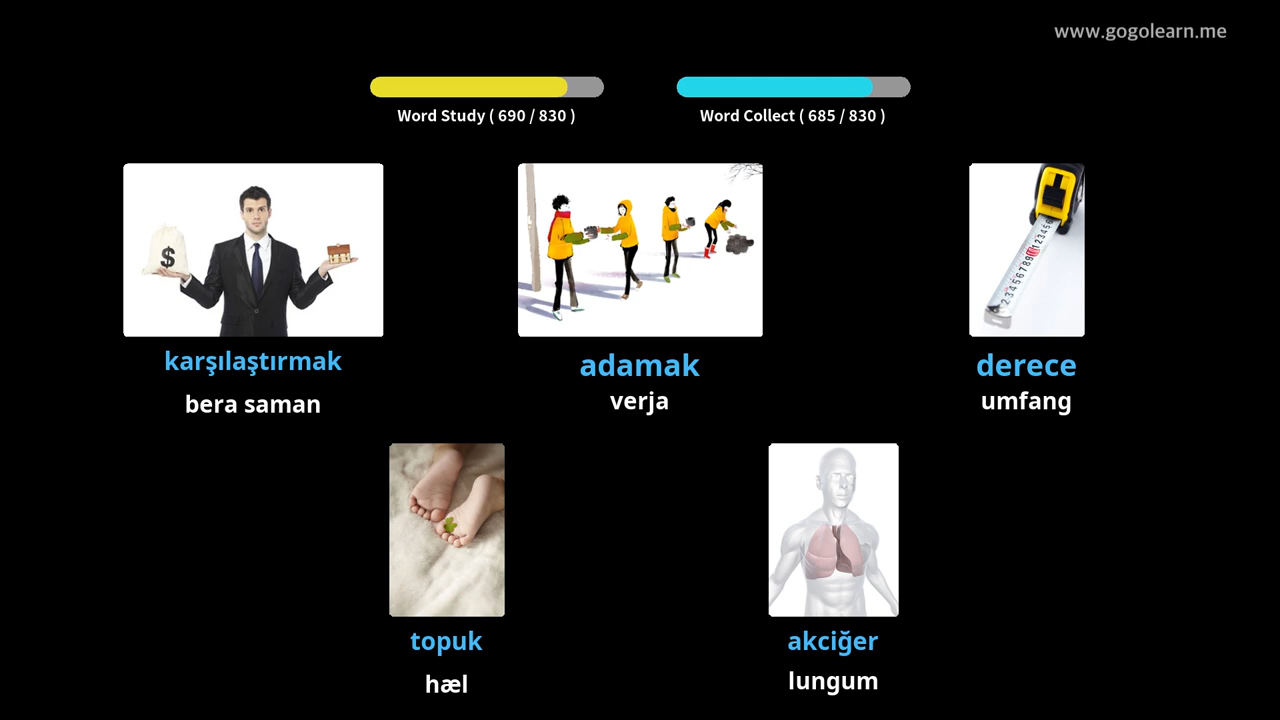 www.gogolearn.me
Word Study ( 690 / 830 )
Word Collect ( 685 / 830 )
$
karşılaştırmak
bera saman
adamak
verja
derece
umfang
topuk
hæl
akciğer
lungum